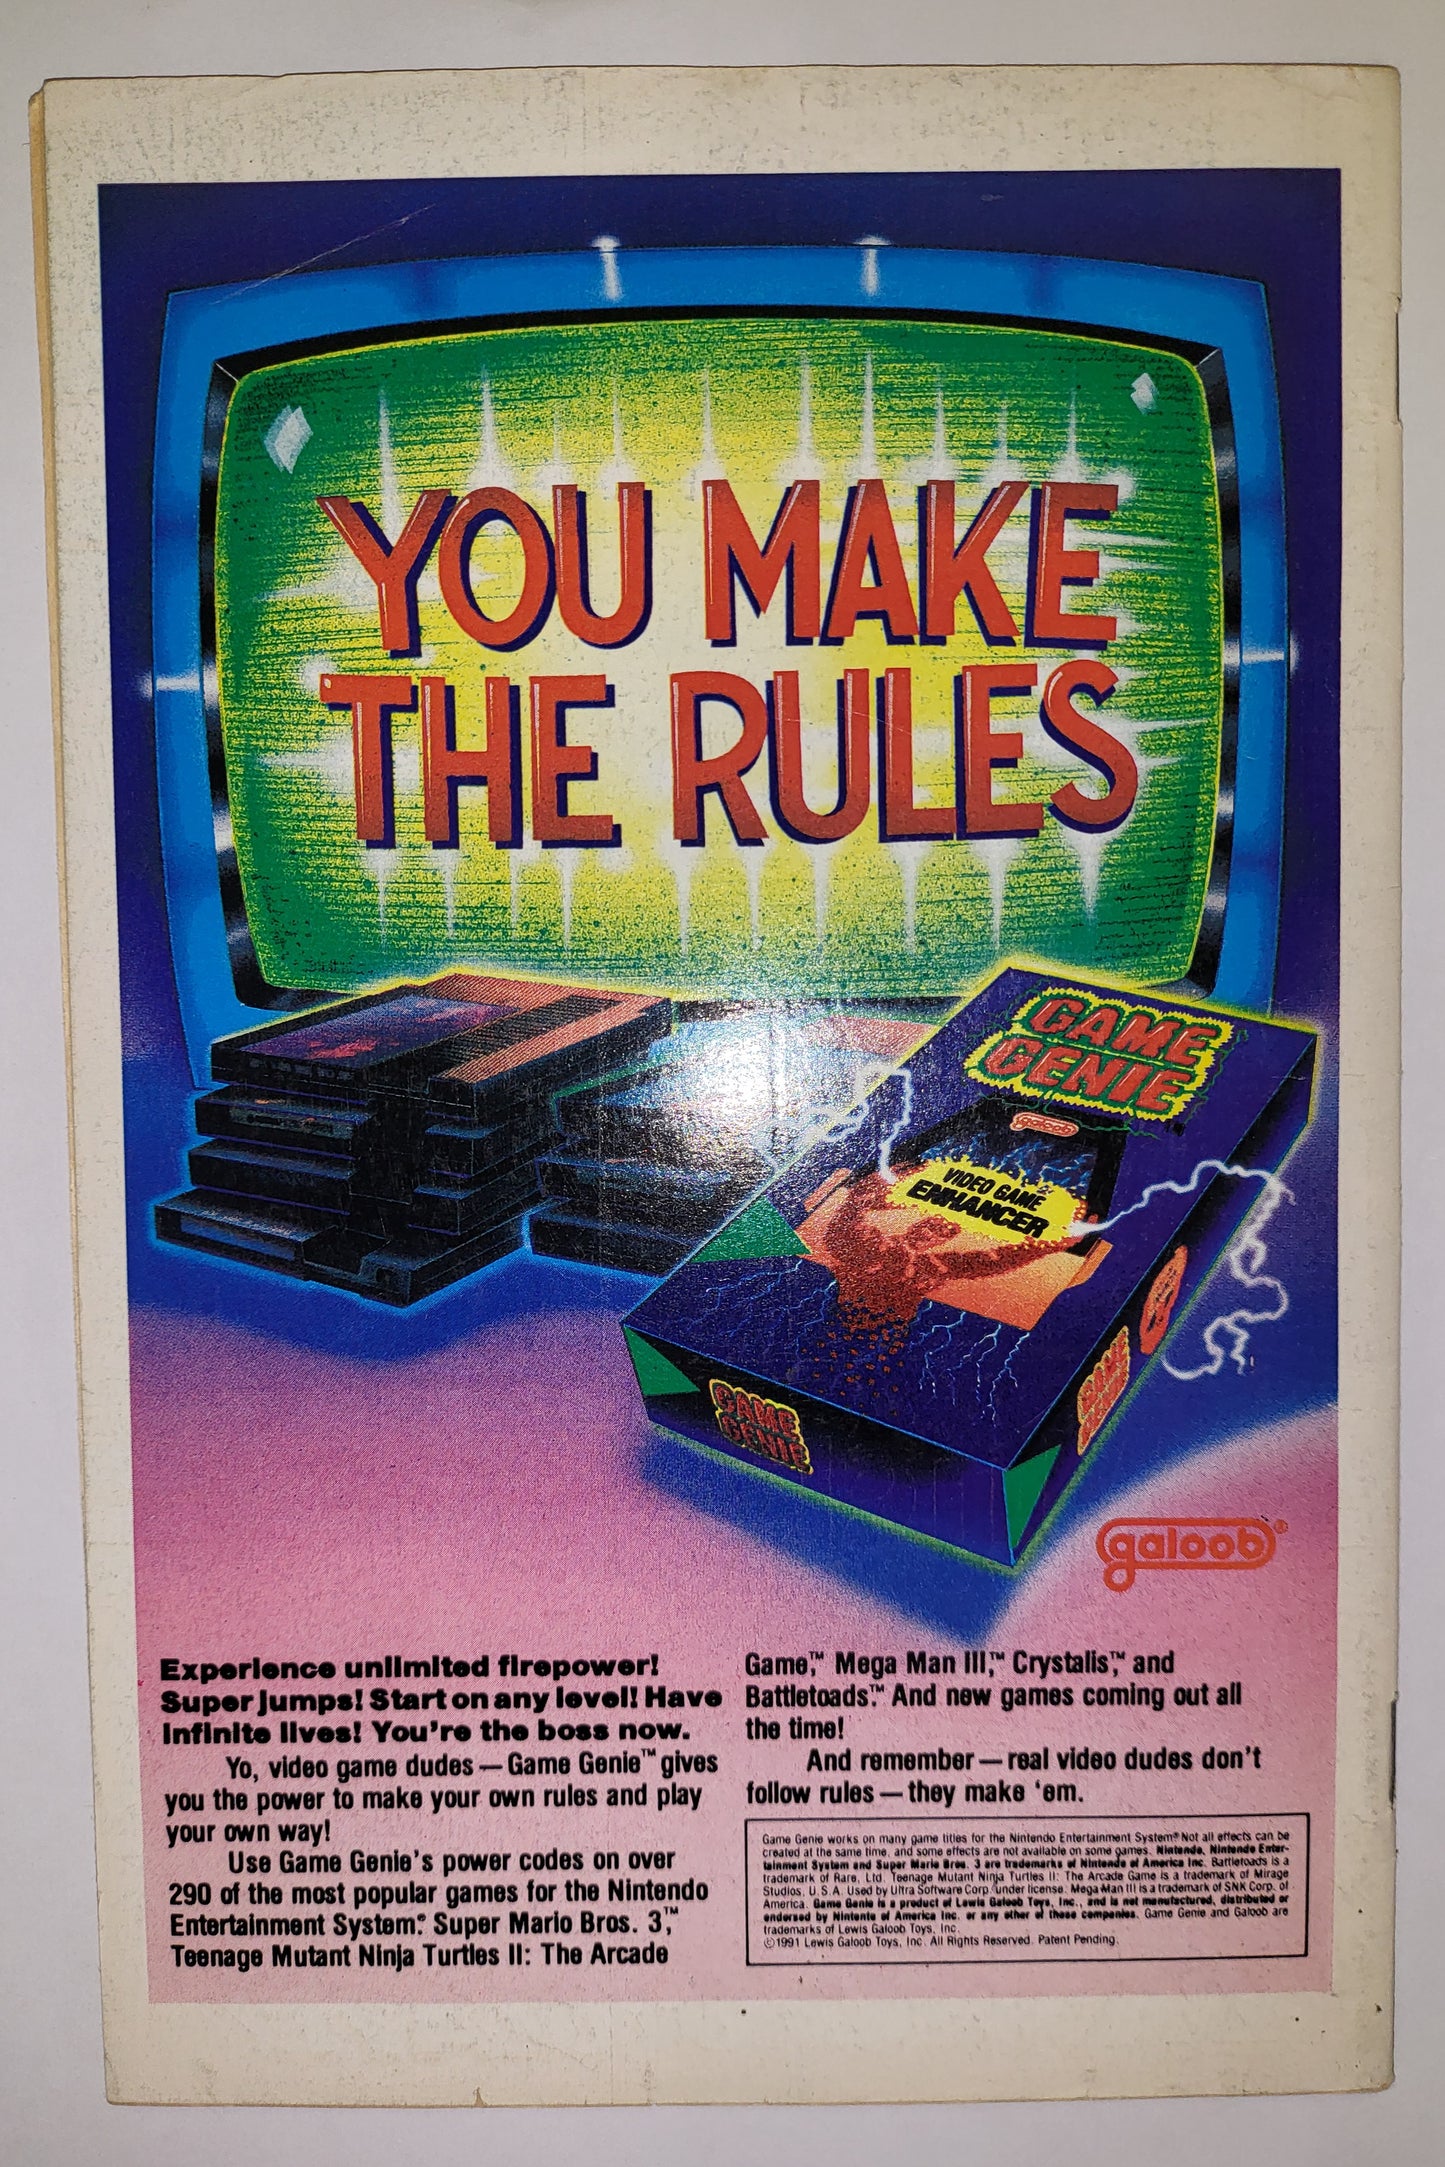 YOU MAKE
THE RULES
GAME
GENIE
galoob
VIDEO GAME
ENHANCER
GAME
GENIE
GAME
GENIE
galoob®
Experience unlimited firepower!
Super jumps! Start on any level! Have
infinite lives! You're the boss now.
Yo, video game dudes — Game Genie™ gives
you the power to make your own rules and play
your own way!
Use Game Genie's power codes on over
290 of the most popular games for the Nintendo
Entertainment System.® Super Mario Bros. 3,™
Teenage Mutant Ninja Turtles II: The Arcade
Game,™ Mega Man III,™ Crystalis,™ and
Battletoads.™ And new games coming out all
the time!
And remember — real video dudes don't
follow rules — they make 'em.
Game Genie works on many game titles for the Nintendo Entertainment System.® Not all effects can be
created at the same time, and some effects are not available on some games. Nintendo, Nintendo Enter-
tainment System and Super Mario Bros. 3 are trademarks of Nintendo of America Inc. Battletoads is a
trademark of Rare, Ltd. Teenage Mutant Ninja Turtles II: The Arcade Game is a trademark of Mirage
Studios, U.S.A. Used by Ultra Software Corp. under license. Mega Man III is a trademark of SNK Corp. of
America. Game Genie is a product of Lewis Galoob Toys, Inc., and is not manufactured, distributed or
endorsed by Nintento of America Inc. or any other of these companies. Game Genie and Galoob are
trademarks of Lewis Galoob Toys, Inc.
©1991 Lewis Galoob Toys, Inc. All Rights Reserved. Patent Pending.